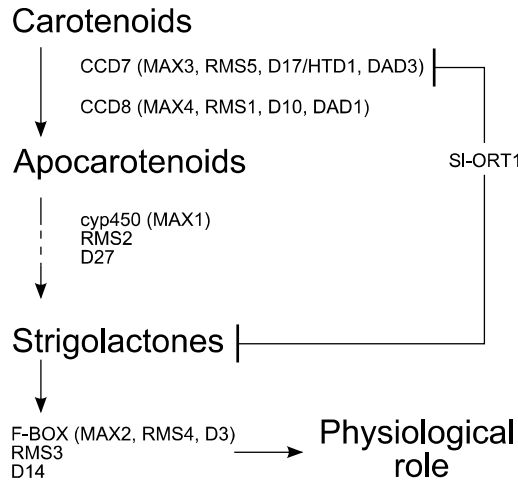 Carotenoids
CCD7 (MAX3, RMS5, D17/HTD1, DAD3)
CCD8 (MAX4, RMS1, D10, DAD1)
Apocarotenoids
Sl-ORT1
cyp450 (MAX1)
RMS2
D27
Strigolactones
F-BOX (MAX2, RMS4, D3)
RMS3
D14
Physiological
role